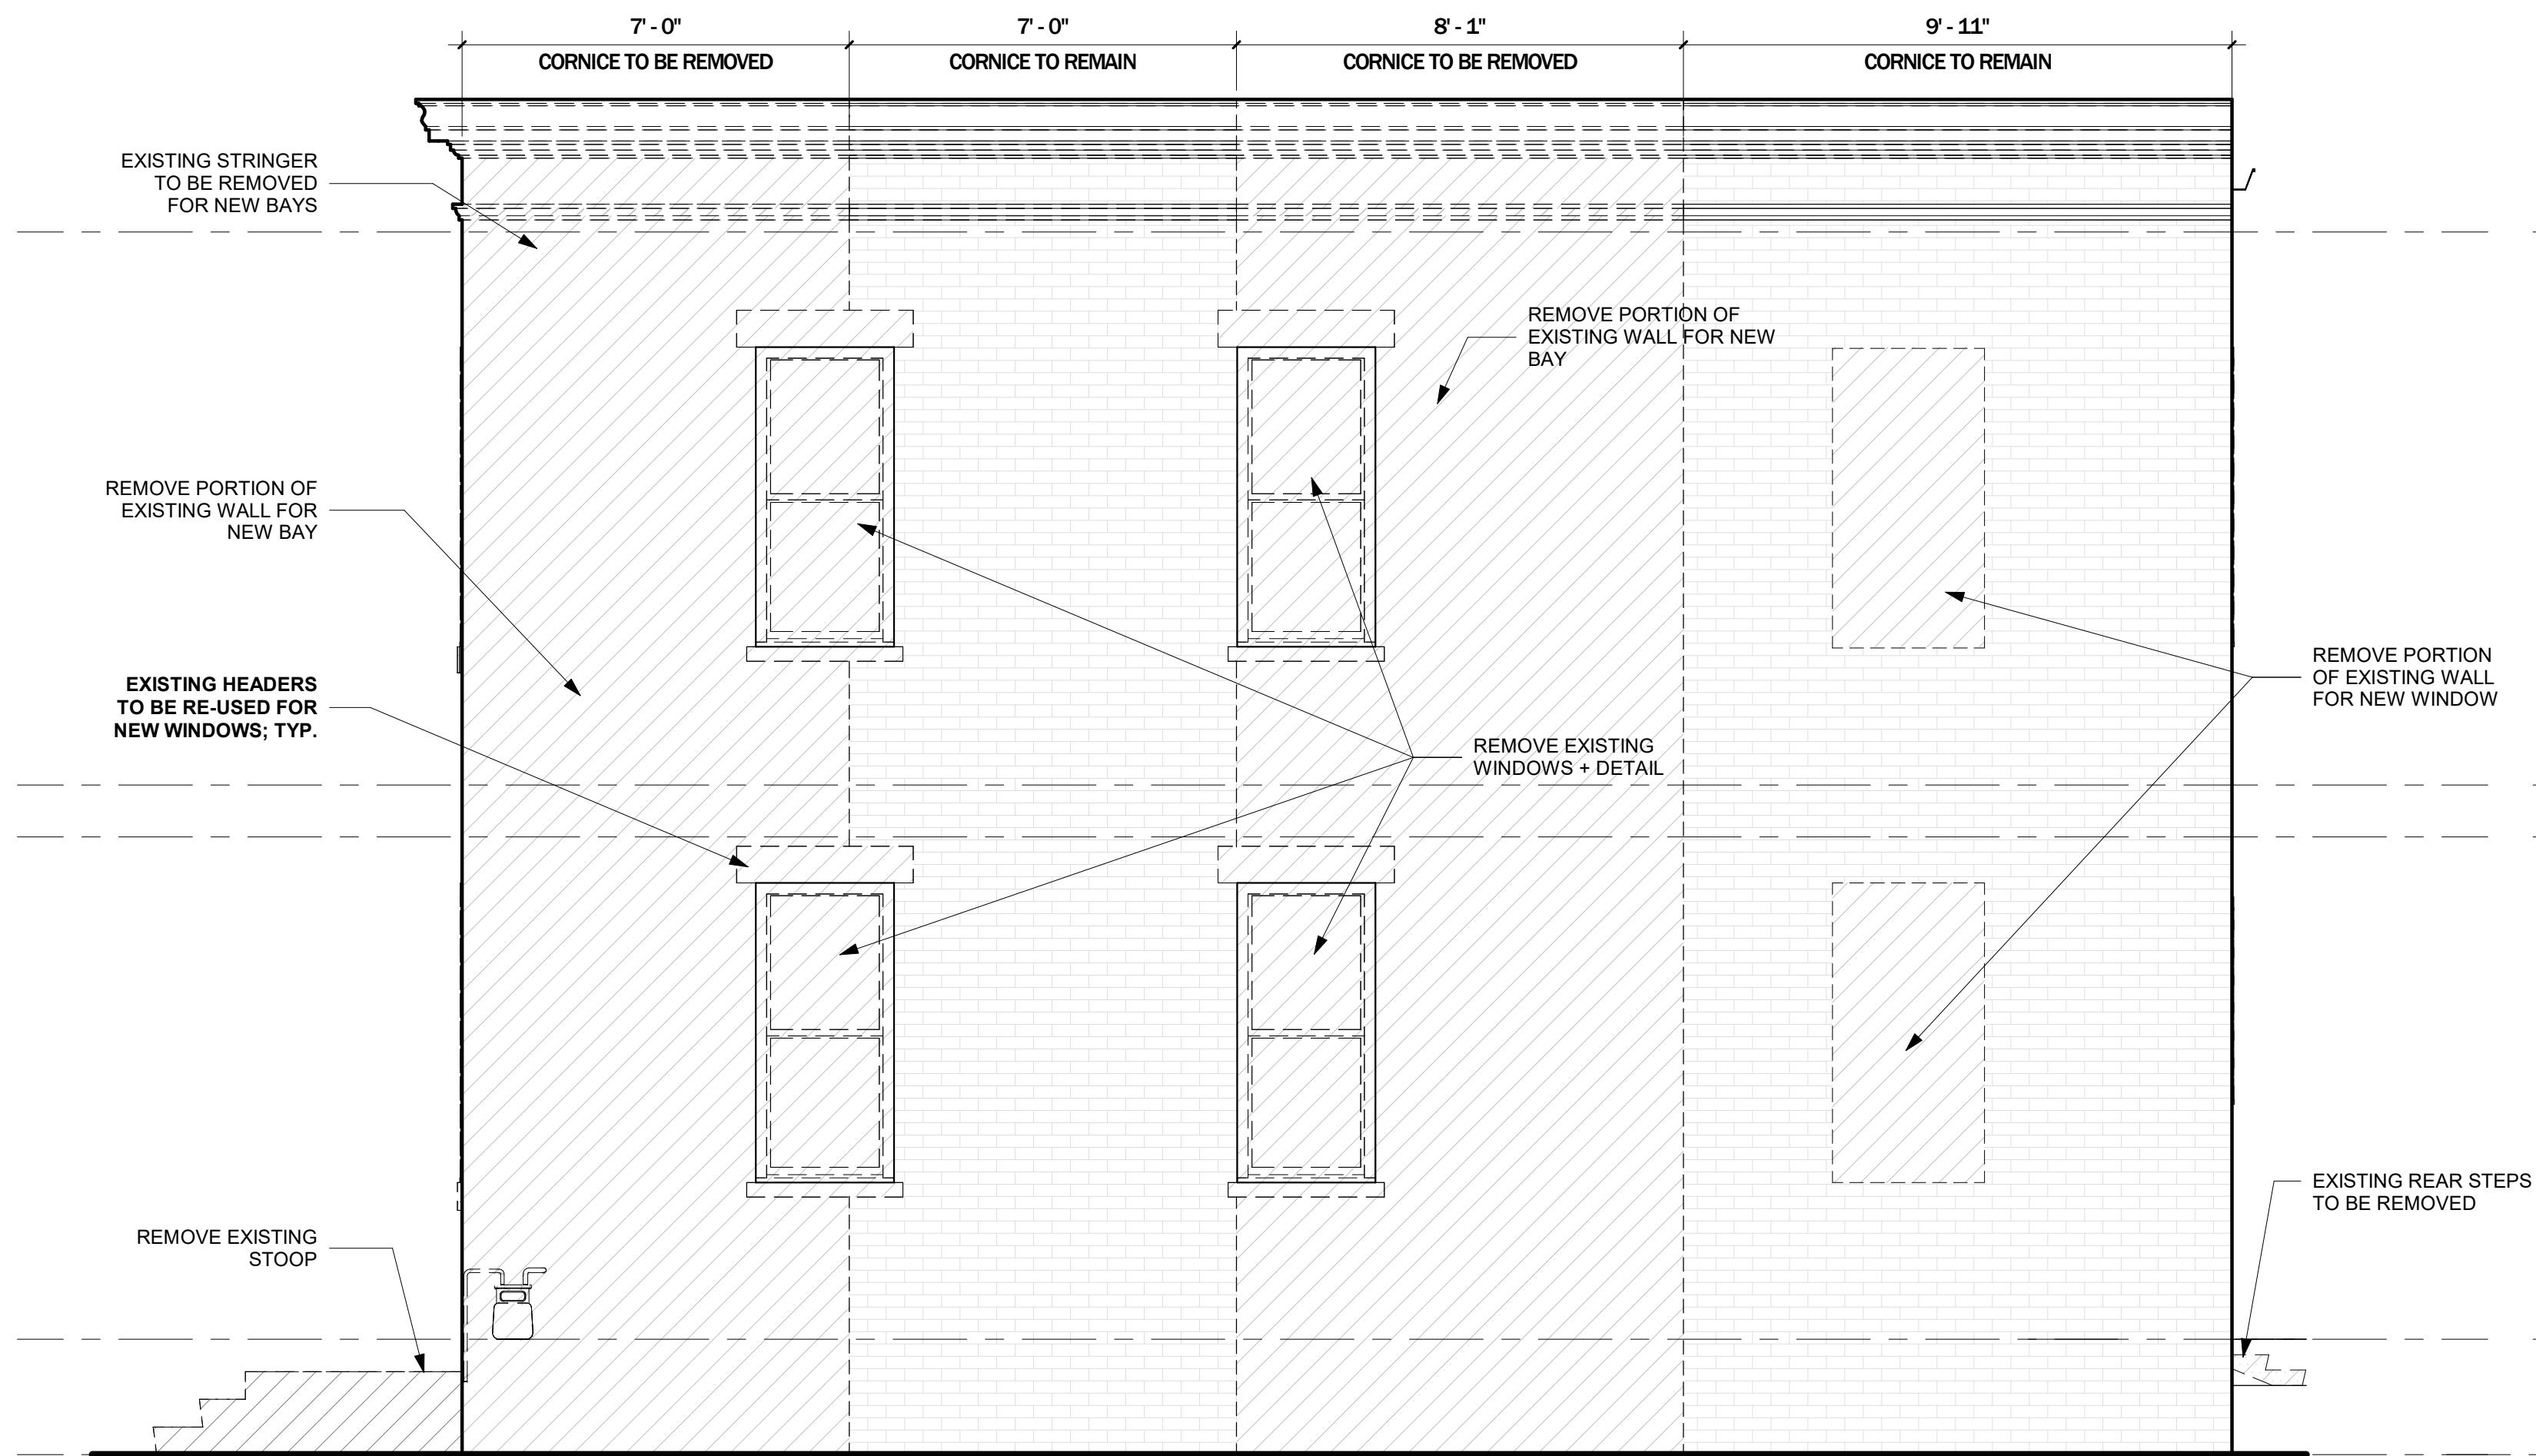 7' - 0"
7' - 0"
8' - 1"
9' - 11"
CORNICE TO BE REMOVED
CORNICE TO REMAIN
CORNICE TO BE REMOVED
CORNICE TO REMAIN
EXISTING STRINGER
TO BE REMOVED
FOR NEW BAYS
REMOVE PORTION OF
EXISTING WALL FOR NEW
BAY
REMOVE PORTION OF
EXISTING WALL FOR
NEW BAY
REMOVE PORTION
OF EXISTING WALL
FOR NEW WINDOW
EXISTING HEADERS
TO BE RE-USED FOR
NEW WINDOWS; TYP.
REMOVE EXISTING
WINDOWS + DETAIL
EXISTING REAR STEPS
TO BE REMOVED
REMOVE EXISTING
STOOP